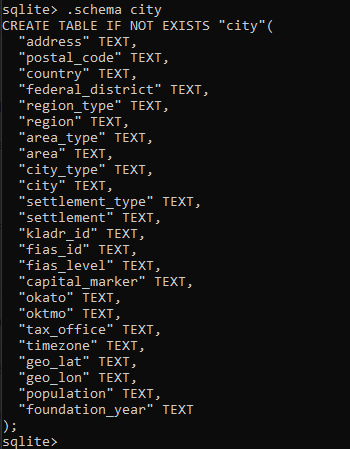 sqlite> .schema city
CREATE TABLE IF NOT EXISTS "city"(
  "address" TEXT,
  "postal_code" TEXT,
  "country" TEXT,
  "federal_district" TEXT,
  "region_type" TEXT,
  "region" TEXT,
  "area_type" TEXT,
  "area" TEXT,
  "city_type" TEXT,
  "city" TEXT,
  "settlement_type" TEXT,
  "settlement" TEXT,
  "kladr_id" TEXT,
  "fias_id" TEXT,
  "fias_level" TEXT,
  "capital_marker" TEXT,
  "okato" TEXT,
  "oktmo" TEXT,
  "tax_office" TEXT,
  "timezone" TEXT,
  "geo_lat" TEXT,
  "geo_lon" TEXT,
  "population" TEXT,
  "foundation_year" TEXT
);
sqlite>